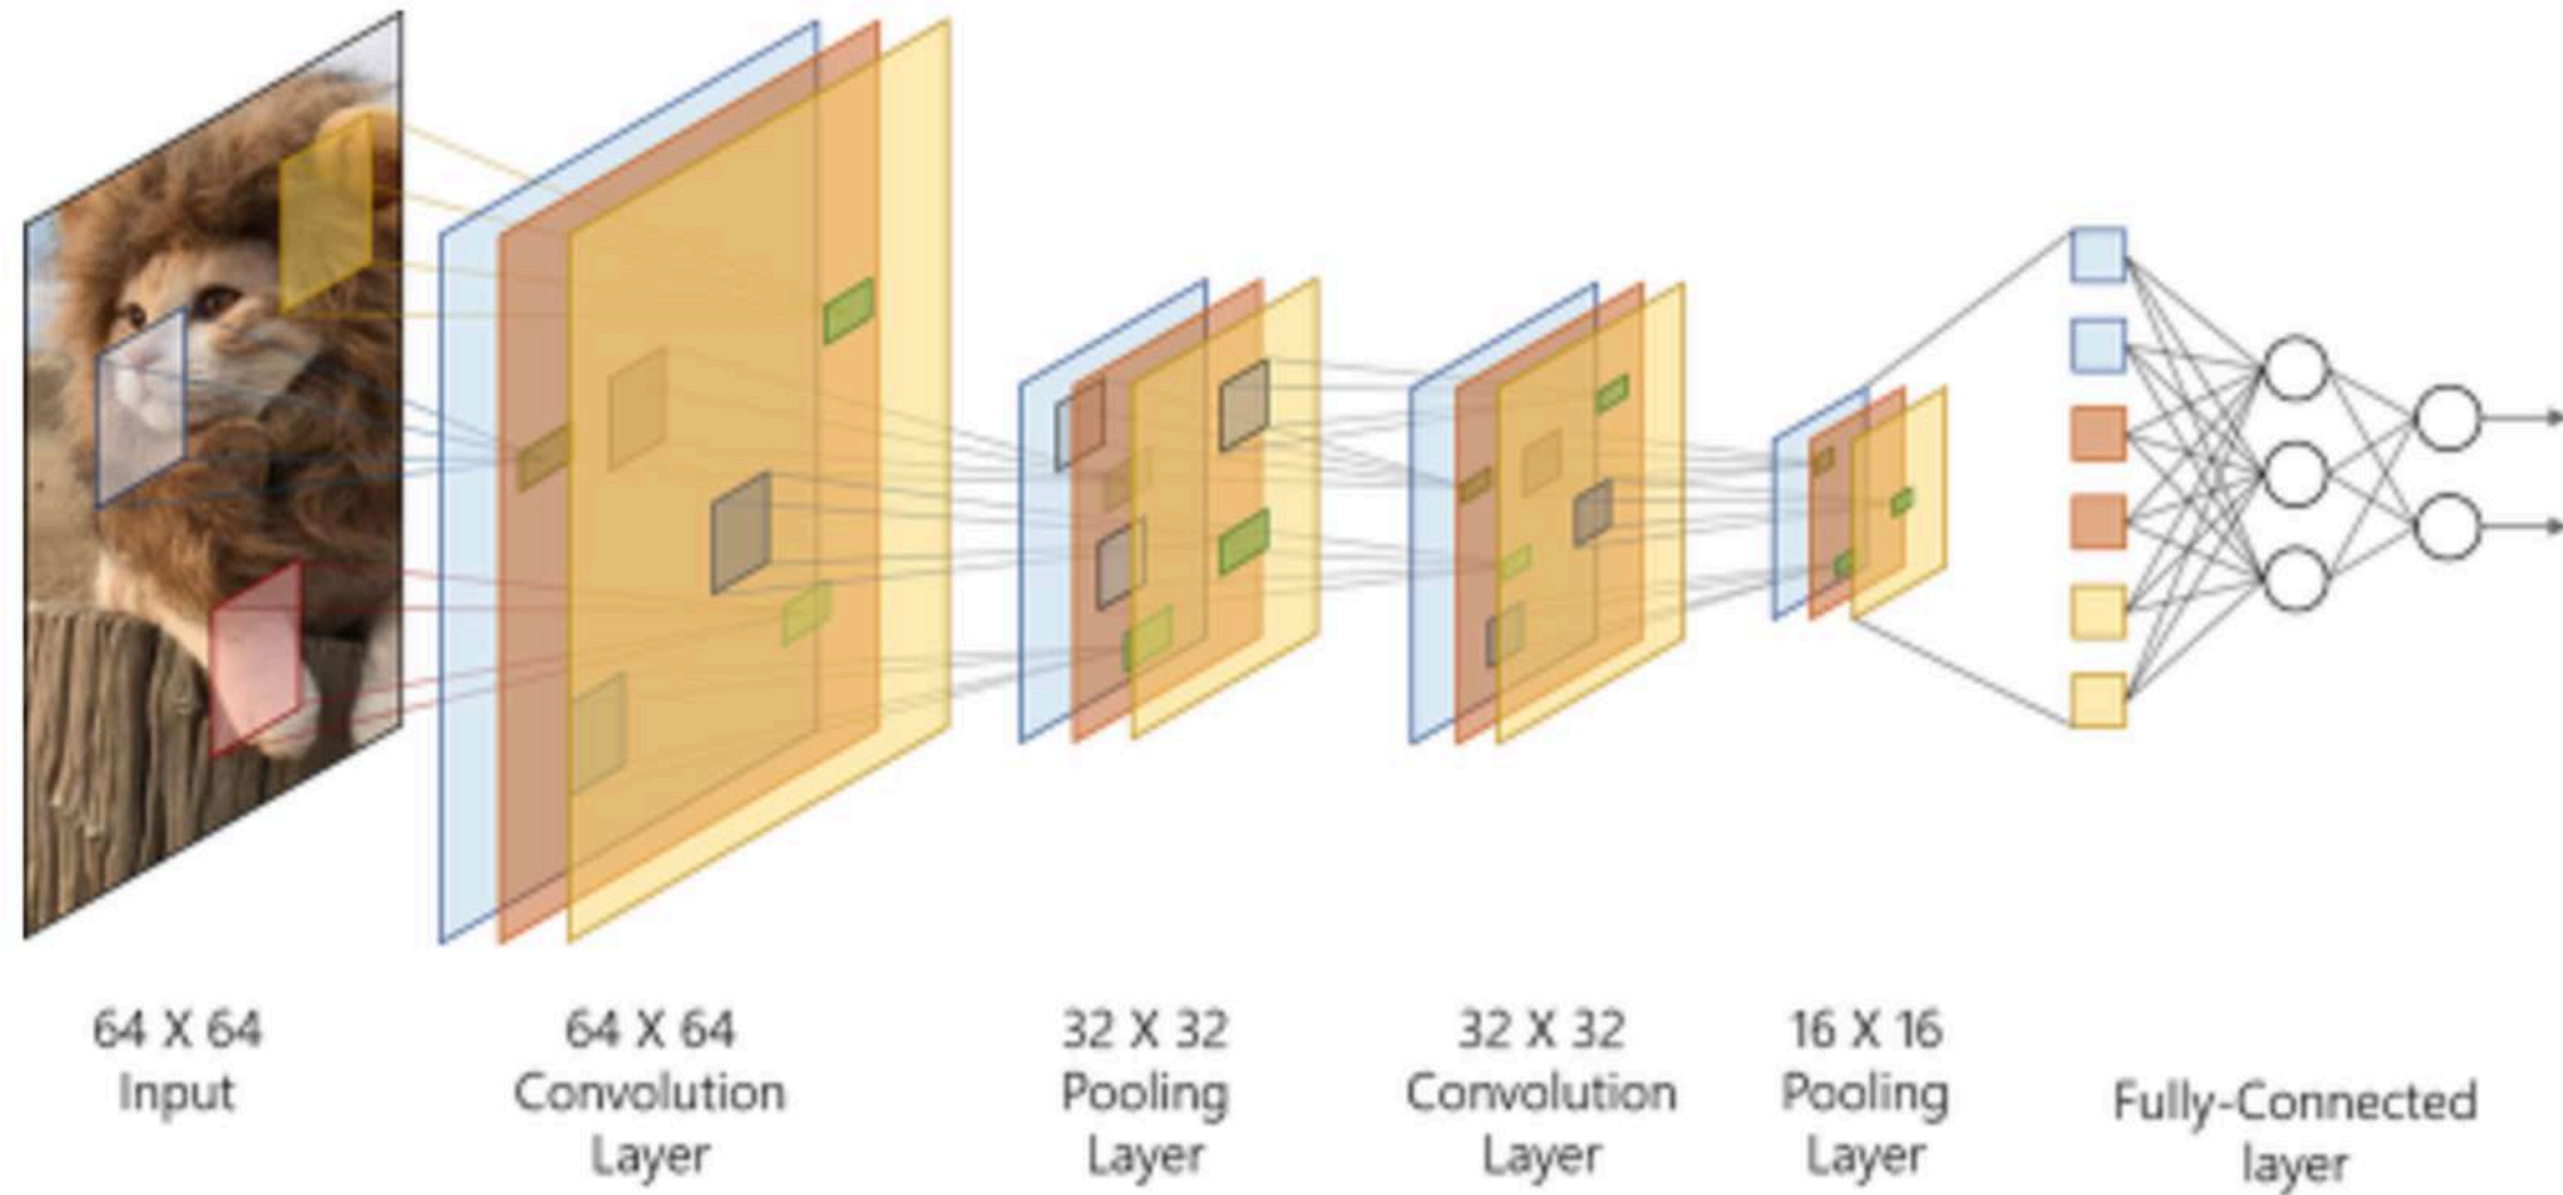 64 X 64
Input
64 X 64
Convolution
Layer
32 X 32
Pooling
Layer
32 X 32
Convolution
Layer
16 X 16
Pooling
Layer
Fully-Connected
layer